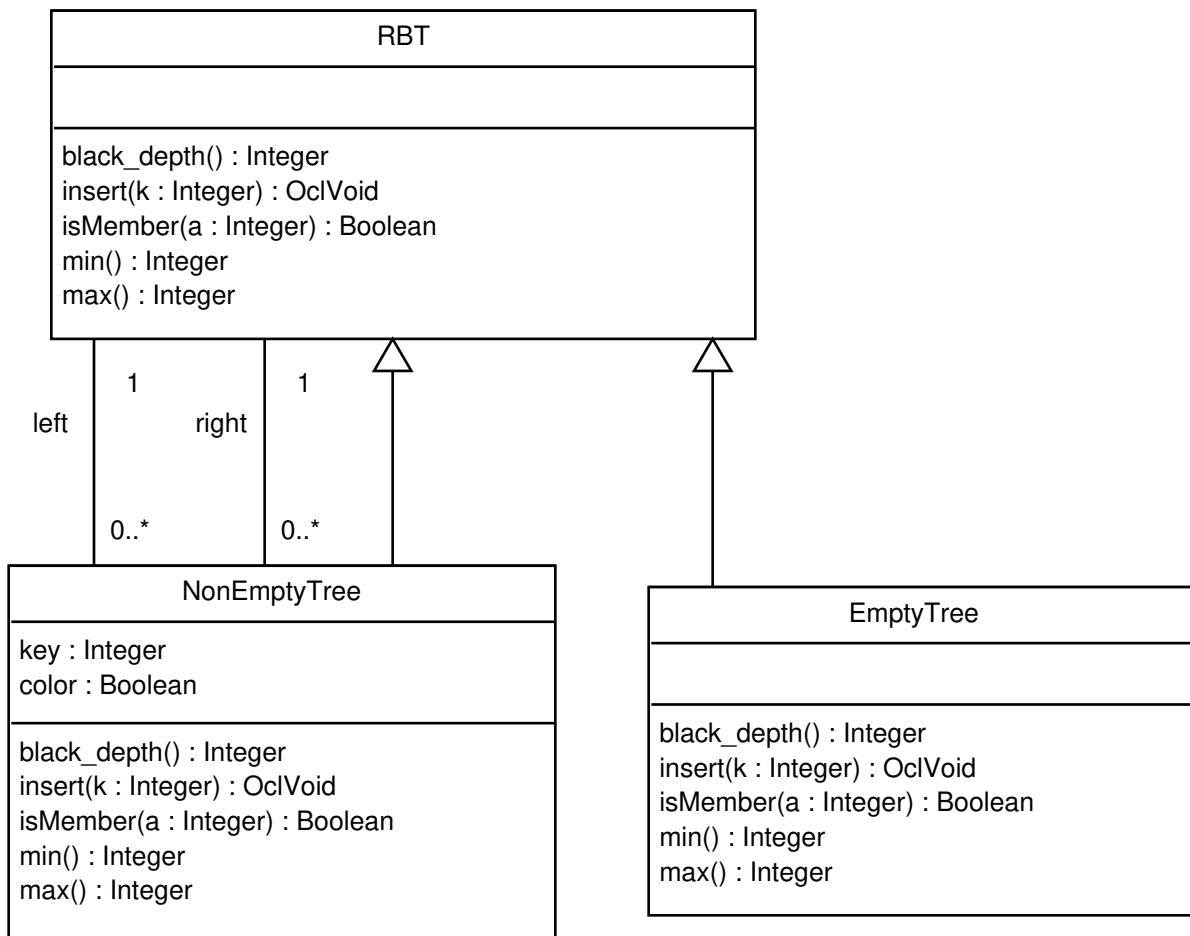 RBT
black_depth() : Integer
insert(k : Integer) : OclVoid
isMember(a : Integer) : Boolean
min() : Integer
max() : Integer
1
1
left
right
0..*
0..*
NonEmptyTree
key : Integer
color : Boolean
black_depth() : Integer
insert(k : Integer) : OclVoid
isMember(a : Integer) : Boolean
min() : Integer
max() : Integer
EmptyTree
black_depth() : Integer
insert(k : Integer) : OclVoid
isMember(a : Integer) : Boolean
min() : Integer
max() : Integer